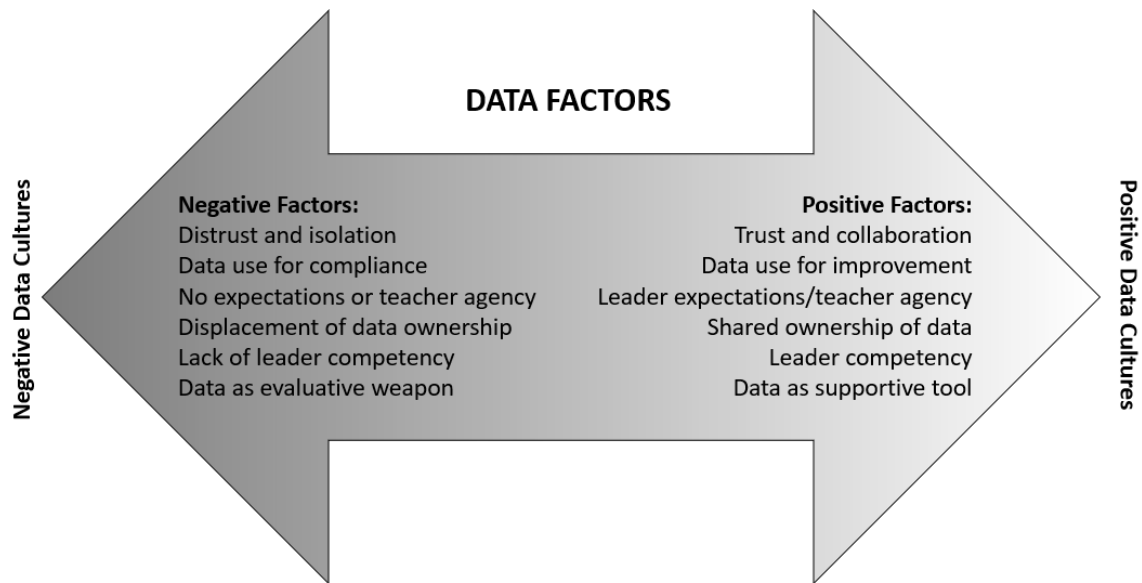 DATA FACTORS
Negative Data Cultures
Negative Factors:
Distrust and isolation
Data use for compliance
No expectations or teacher agency
Displacement of data ownership
Lack of leader competency
Data as evaluative weapon
Positive Factors:
Trust and collaboration
Data use for improvement
Leader expectations/teacher agency
Shared ownership of data
Leader competency
Data as supportive tool
Positive Data Cultures